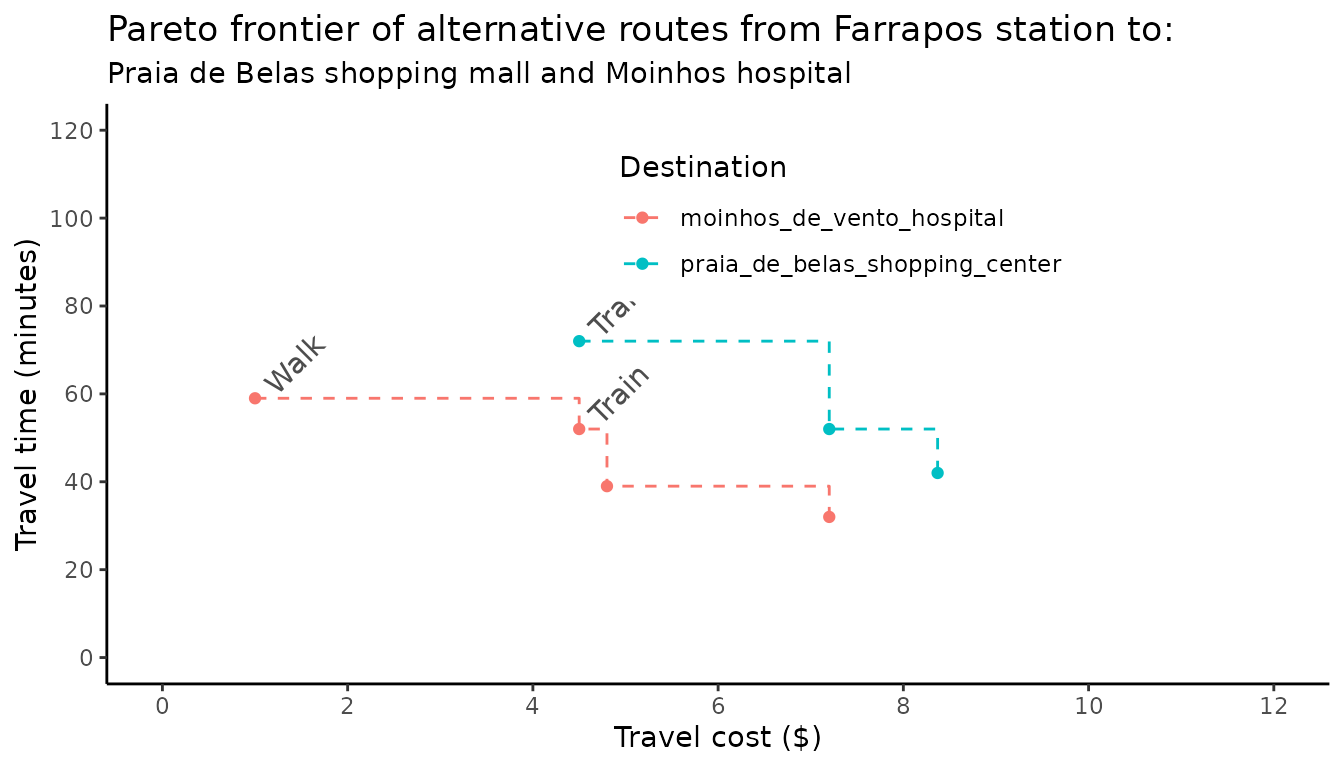 Pareto frontier of alternative routes from Farrapos station to:
Praia de Belas shopping mall and Moinhos hospital
Travel time (minutes)
120
100
80
60
40
20
0
Destination
moinhos_de_vento_hospital
praia_de_belas_shopping_center
Walk
Train
0
2
4
6
8
10
12
Travel cost ($)